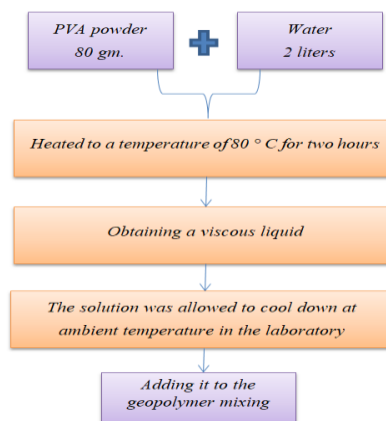 PVA powder
80 gm.
Water
2 liters
Heated to a temperature of 80 ° C for two hours
Obtaining a viscous liquid
The solution was allowed to cool down at
ambient temperature in the laboratory
Adding it to the
geopolymer mixing